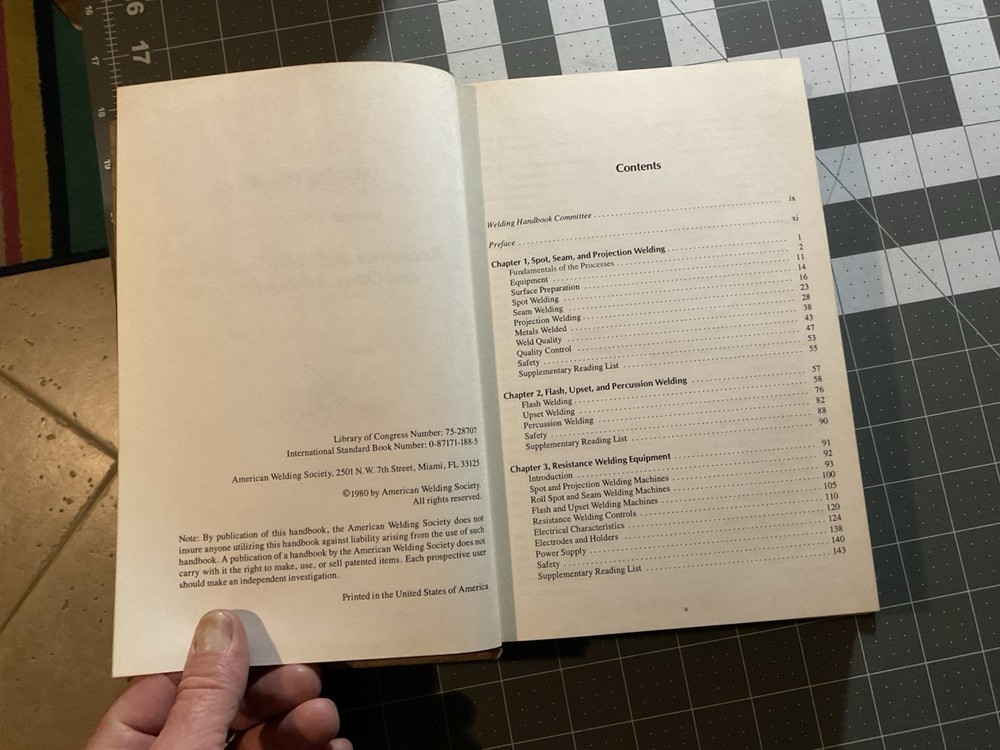 16
17
18
19
6
17
Library of Congress Number: 75-28707
International Standard Book Number: 0-87171-188-5
American Welding Society, 2501 N.W. 7th Street, Miami, FL 33125
©1980 by American Welding Society.
All rights reserved.
Note: By publication of this handbook, the American Welding Society does not
insure anyone utilizing this handbook against liability arising from the use of such
handbook. A publication of a handbook by the American Welding Society does not
carry with it the right to make, use, or sell patented items. Each prospective user
should make an independent investigation.
Printed in the United States of America
Contents
Welding Handbook Committee ix
Preface xi
Chapter 1, Spot, Seam, and Projection Welding 1
Fundamentals of the Processes 2
Equipment 11
Surface Preparation 14
Spot Welding 16
Seam Welding 23
Projection Welding 28
Metals Welded 38
Weld Quality 43
Quality Control 47
Safety 53
Supplementary Reading List 55
Chapter 2, Flash, Upset, and Percussion Welding 57
Flash Welding 58
Upset Welding 76
Percussion Welding 82
Safety 88
Supplementary Reading List 90
Chapter 3, Resistance Welding Equipment 91
Introduction 92
Spot and Projection Welding Machines 93
Roll Spot and Seam Welding Machines 100
Flash and Upset Welding Machines 105
Resistance Welding Controls 110
Electrical Characteristics 120
Electrodes and Holders 124
Power Supply 138
Safety 140
Supplementary Reading List 143
v